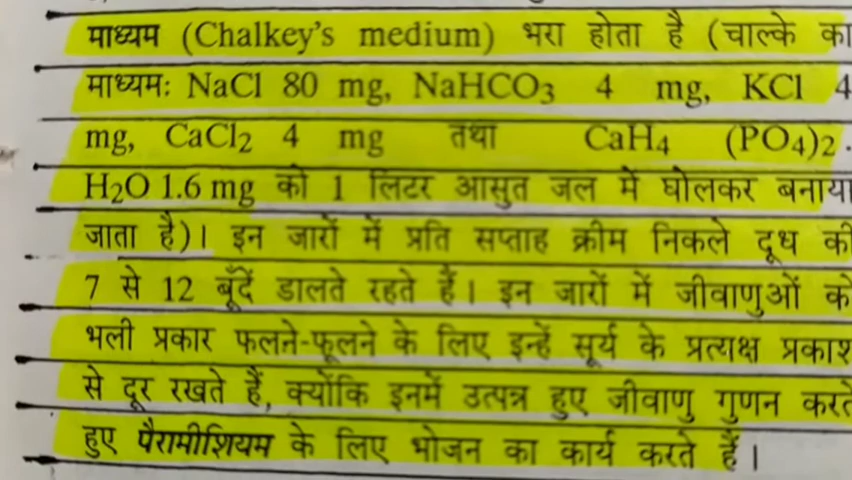 माध्यम (Chalkey's medium) भरा होता है (चाल्के का
माध्यमः NaCl 80 mg, NaHCO3 4 mg, KCl 4
mg, CaCl2 4 mg तथा CaH4 (PO4)2.
H2O 1.6 mg को 1 लिटर आसुत जल में घोलकर बनाया
जाता है)। इन जारों में प्रति सप्ताह क्रीम निकले दूध की
7 से 12 बूँदें डालते रहते हैं। इन जारों में जीवाणुओं को
भली प्रकार फलने-फूलने के लिए इन्हें सूर्य के प्रत्यक्ष प्रकाश
से दूर रखते हैं, क्योंकि इनमें उत्पन्न हुए जीवाणु गुणन करते
हुए पैरामीशियम के लिए भोजन का कार्य करते हैं।